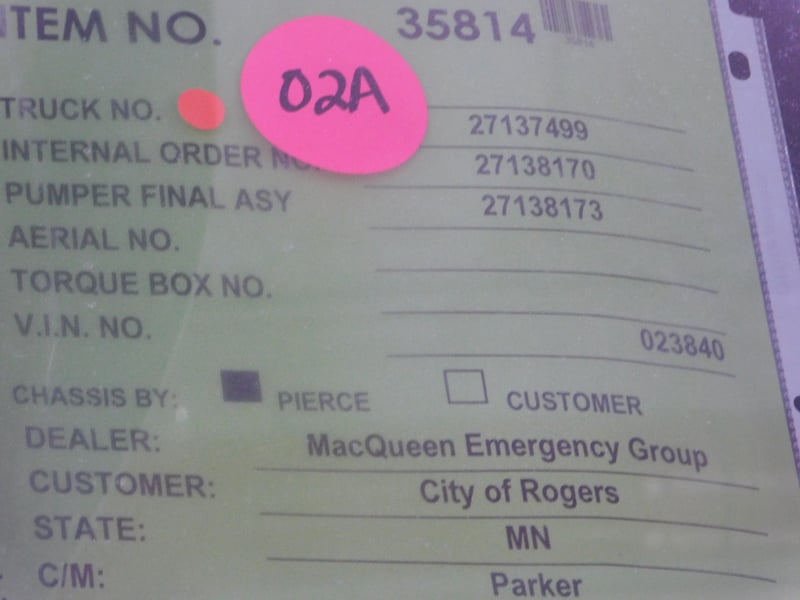 ITEM NO. 35814
02A
TRUCK NO. 27137499
INTERNAL ORDER NO. 27138170
PUMPER FINAL ASY 27138173
AERIAL NO.
TORQUE BOX NO.
V.I.N. NO. 023840
CHASSIS BY: PIERCE CUSTOMER
DEALER: MacQueen Emergency Group
CUSTOMER: City of Rogers
STATE: MN
C/M: Parker